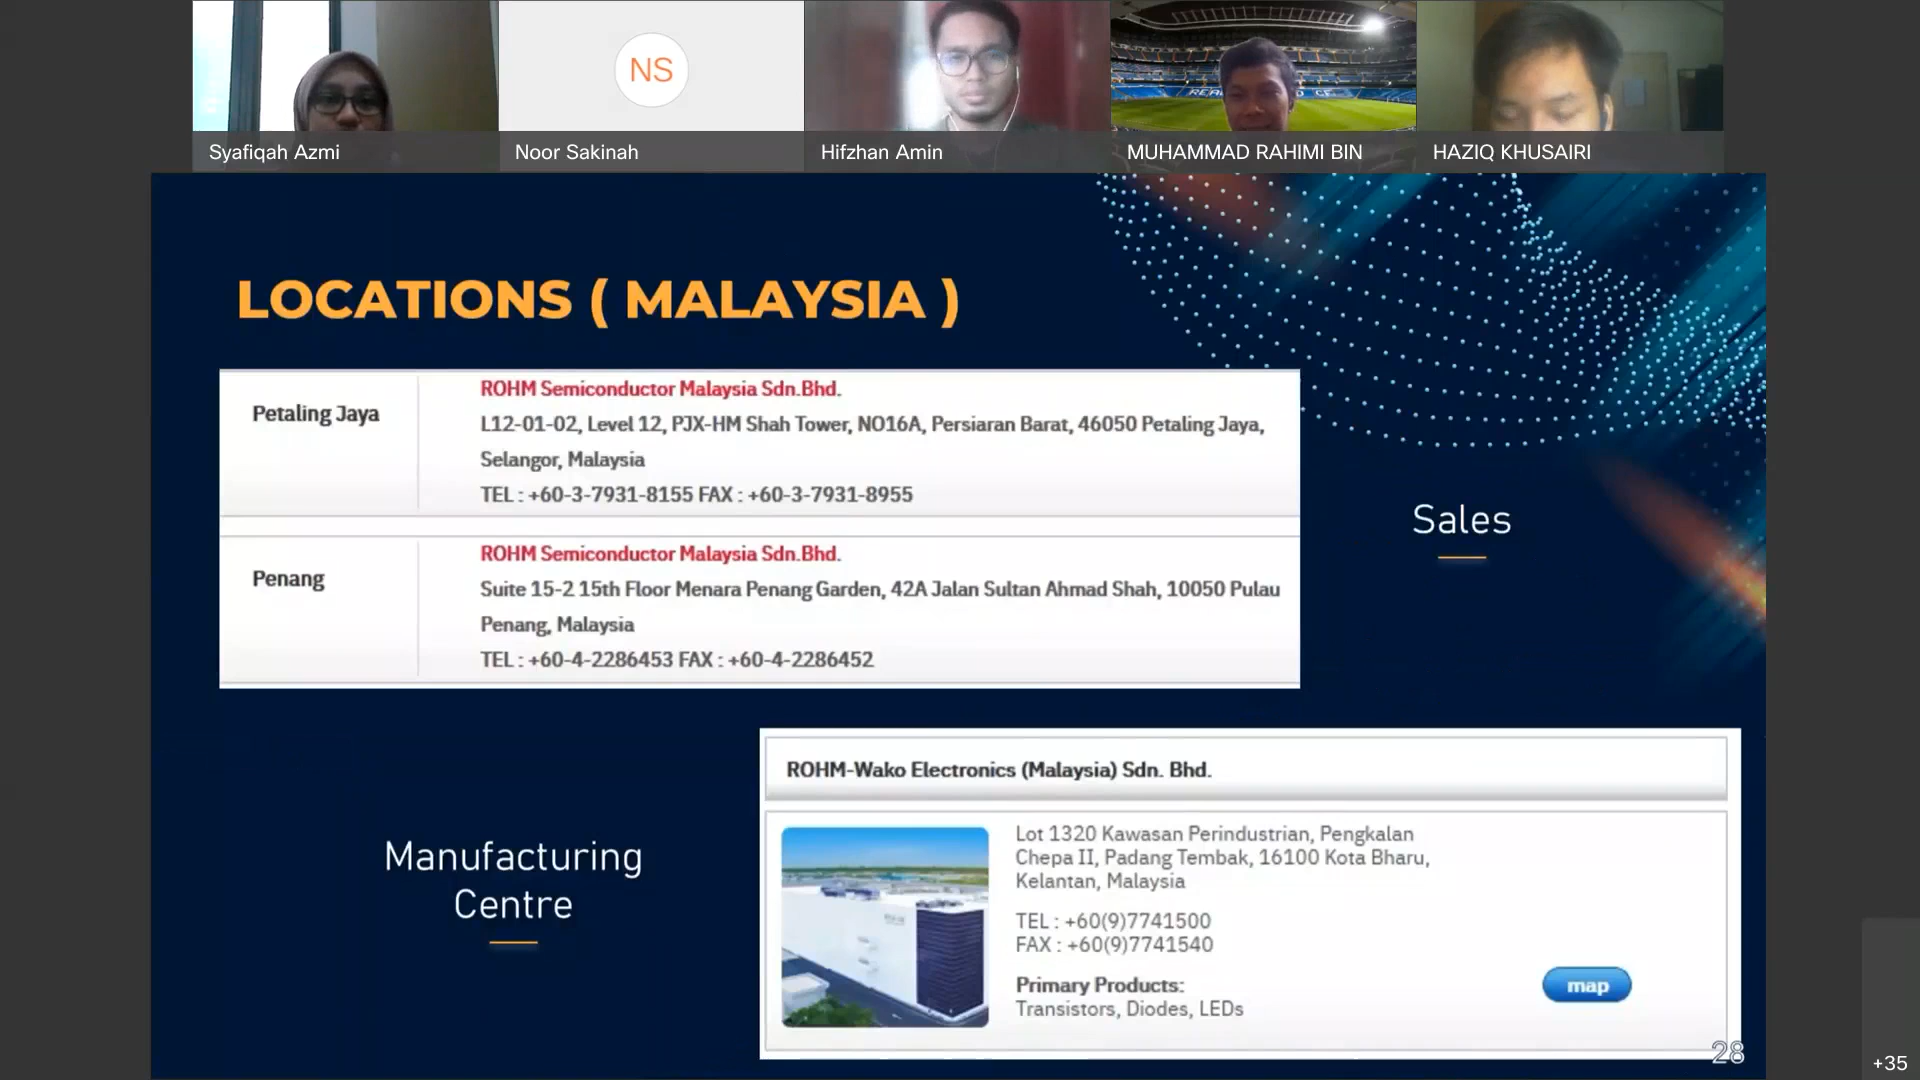 NS
Syafiqah Azmi
Noor Sakinah
Hifzhan Amin
MUHAMMAD RAHIMI BIN
HAZIQ KHUSAIRI
LOCATIONS ( MALAYSIA )
Petaling Jaya
ROHM Semiconductor Malaysia Sdn.Bhd.
L12-01-02, Level 12, PJX-HM Shah Tower, NO16A, Persiaran Barat, 46050 Petaling Jaya,
Selangor, Malaysia
TEL : +60-3-7931-8155 FAX : +60-3-7931-8955
Penang
ROHM Semiconductor Malaysia Sdn.Bhd.
Suite 15-2 15th Floor Menara Penang Garden, 42A Jalan Sultan Ahmad Shah, 10050 Pulau
Penang, Malaysia
TEL : +60-4-2286453 FAX : +60-4-2286452
Sales
Manufacturing
Centre
ROHM-Wako Electronics (Malaysia) Sdn. Bhd.
Lot 1320 Kawasan Perindustrian, Pengkalan
Chepa II, Padang Tembak, 16100 Kota Bharu,
Kelantan, Malaysia
TEL : +60(9)7741500
FAX : +60(9)7741540
Primary Products:
Transistors, Diodes, LEDs
map
28
+35